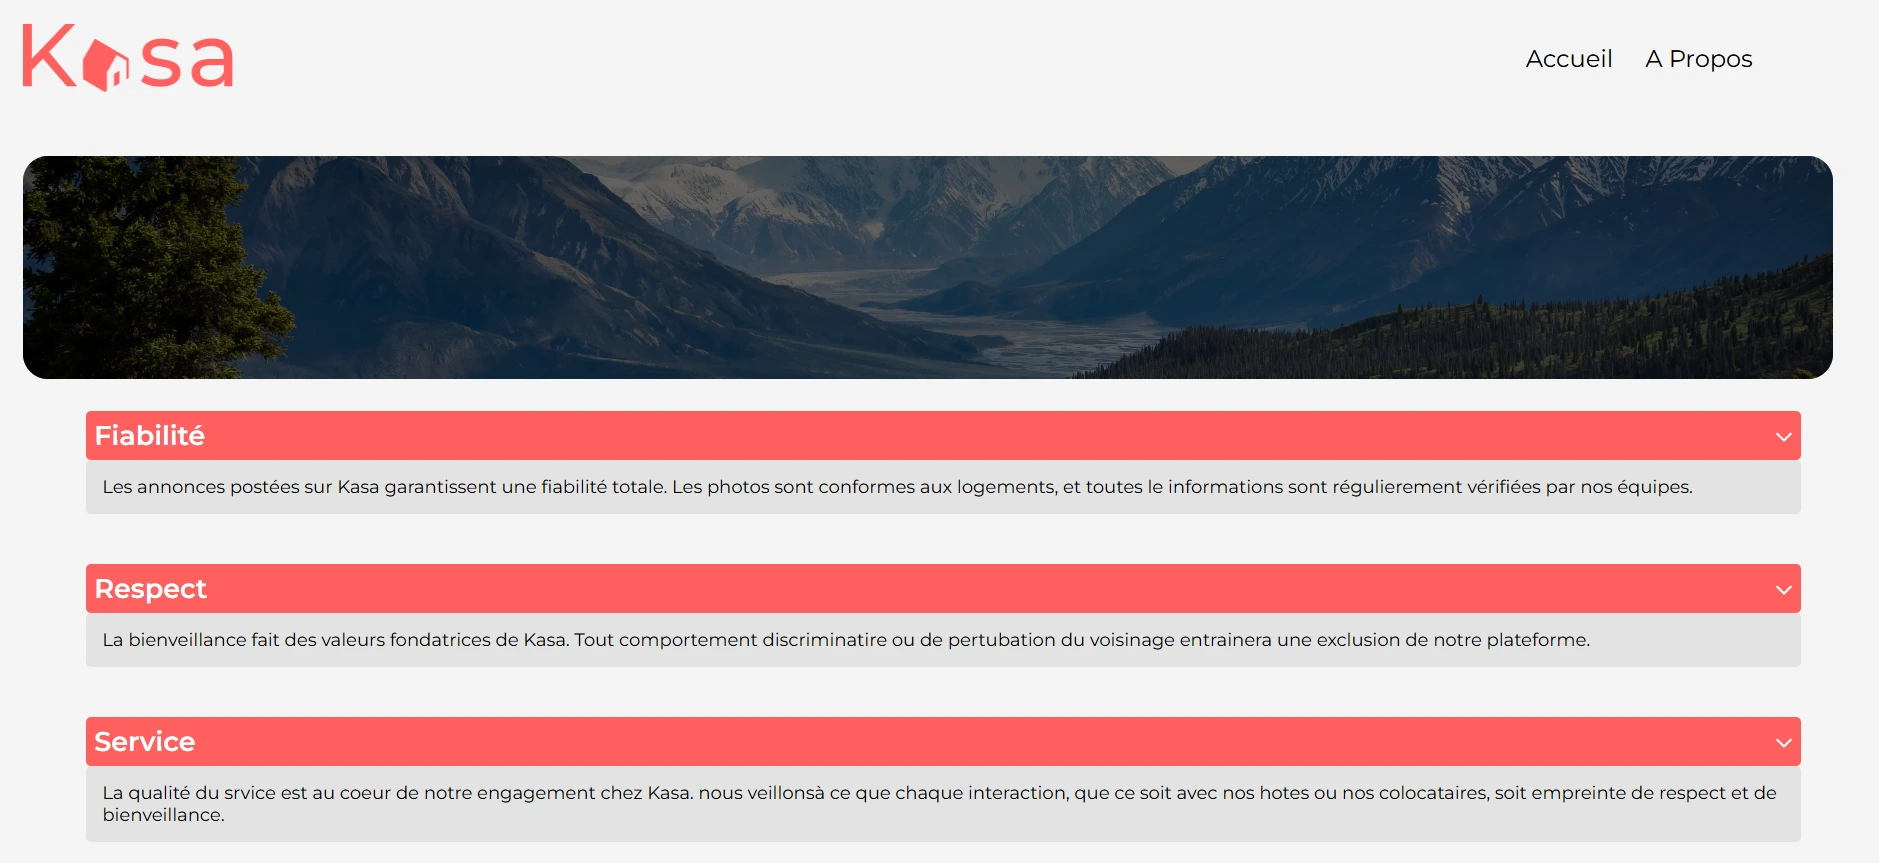 Kasa
Accueil A Propos
Fiabilité
Les annonces postées sur Kasa garantissent une fiabilité totale. Les photos sont conformes aux logements, et toutes le informations sont régulierement vérifiées par nos équipes.
Respect
La bienveillance fait des valeurs fondatrices de Kasa. Tout comportement discriminatire ou de pertubation du voisinage entrainera une exclusion de notre plateforme.
Service
La qualité du srvice est au coeur de notre engagement chez Kasa. nous veillonsà ce que chaque interaction, que ce soit avec nos hotes ou nos colocataires, soit empreinte de respect et de
bienveillance.